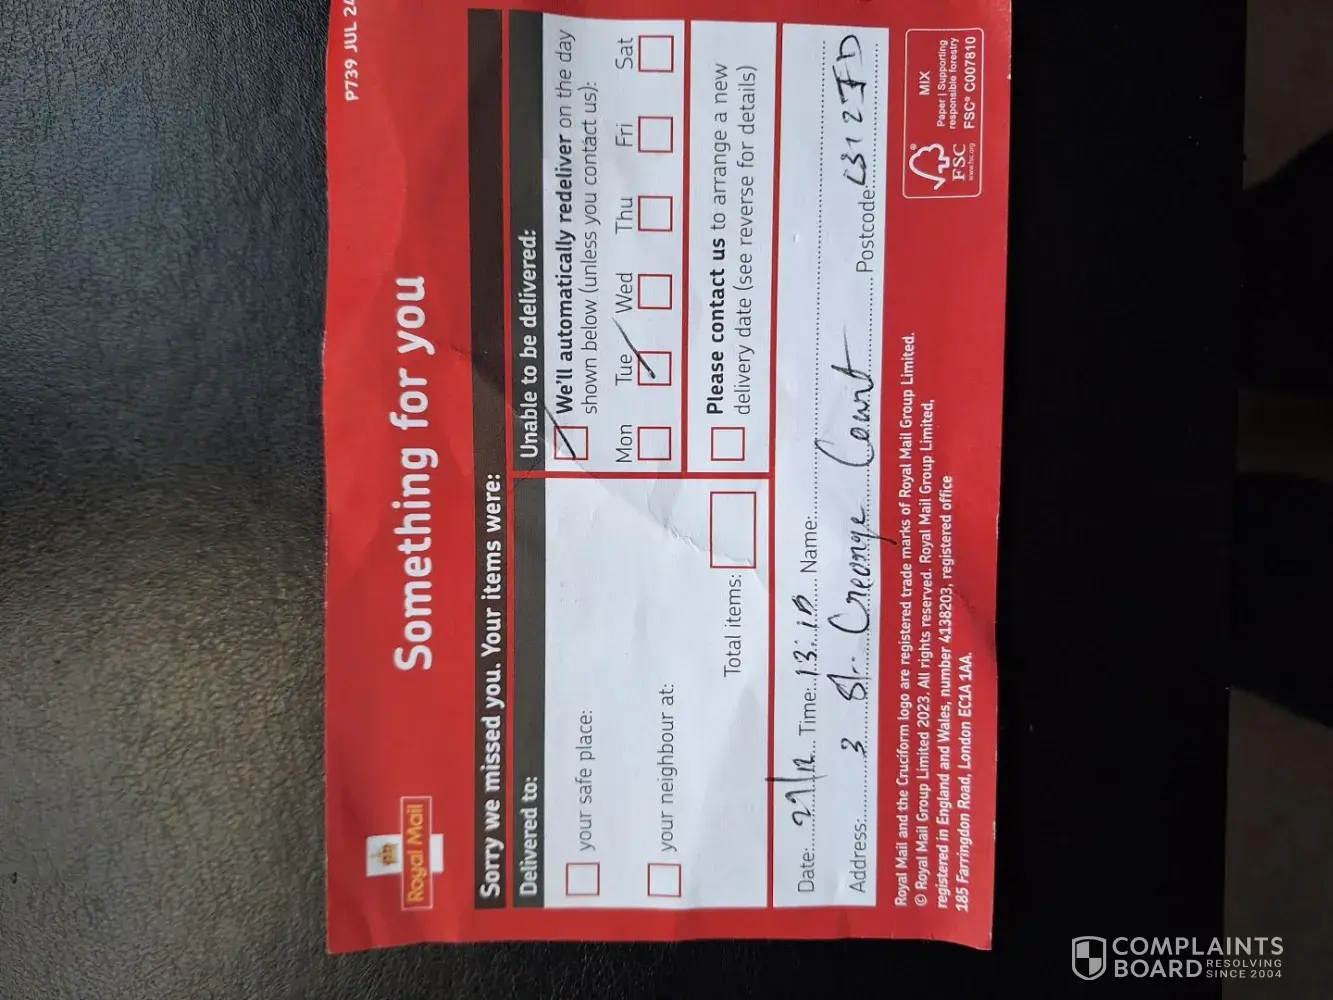 P739 JUL 24
Royal Mail
Something for you
Sorry we missed you. Your items were:
Delivered to:
your safe place:
your neighbour at:
Total items:
Unable to be delivered:
We'll automatically redeliver on the day
shown below (unless you contact us):
Mon Tue Wed Thu Fri Sat
Please contact us to arrange a new
delivery date (see reverse for details)
Date: Time: 13:10 Name:
Address: 3 St. George Court Postcode:
Royal Mail and the Cruciform logo are registered trade marks of Royal Mail Group Limited.
© Royal Mail Group Limited 2023. All rights reserved. Royal Mail Group Limited,
registered in England and Wales, number 4138203, registered office
185 Farringdon Road, London EC1A 1AA.
FSC
www.fsc.org
MIX
Paper | Supporting
responsible forestry
FSC® C007810
COMPLAINTS
BOARD RESOLVING
SINCE 2004